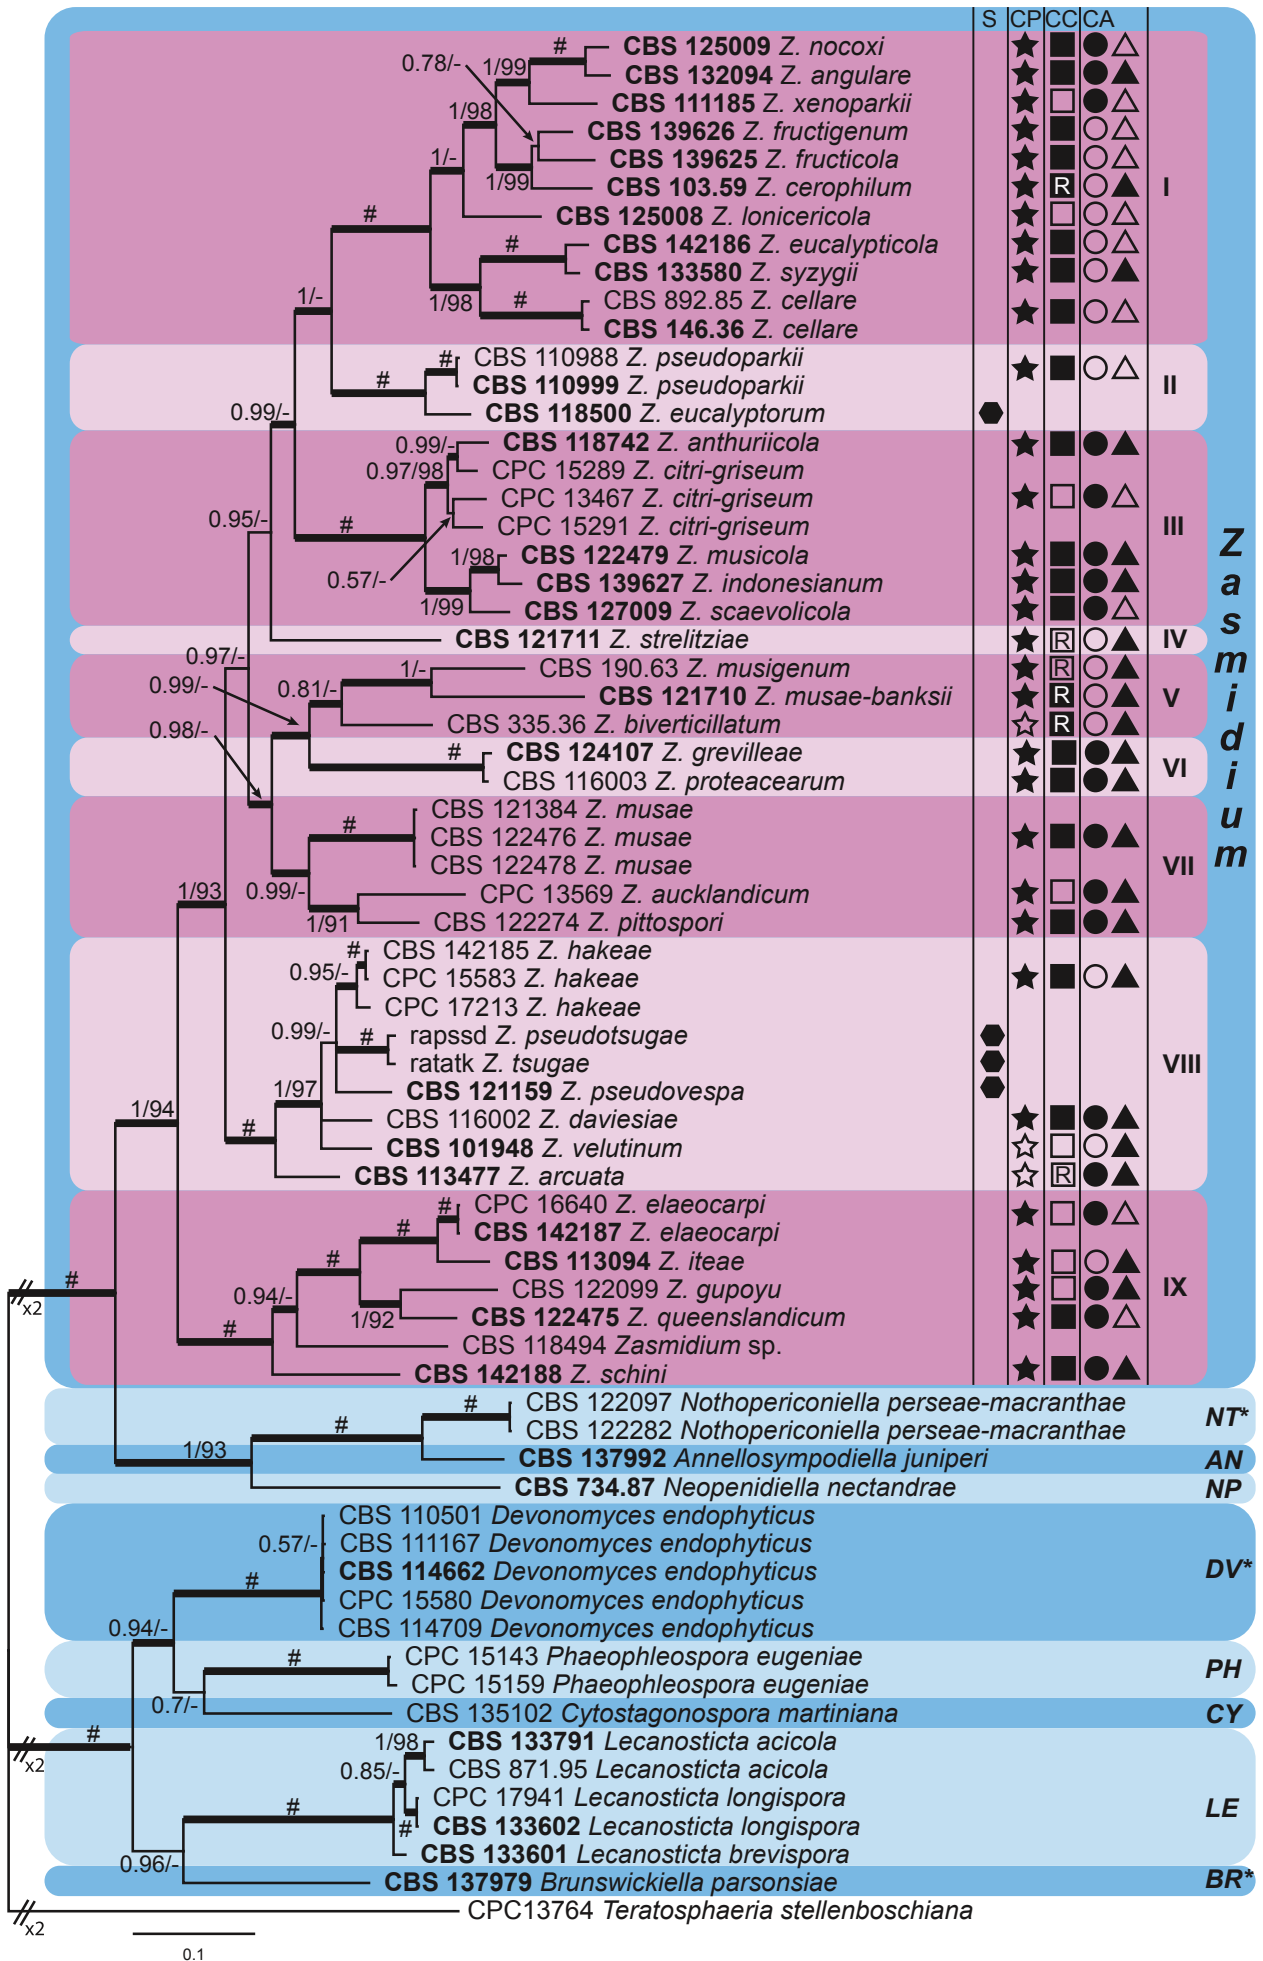 S CP CC CA
# CBS 125009 Z. nocoxi
0.78/- 1/99 CBS 132094 Z. angulare
CBS 111185 Z. xenoparkii
1/98 CBS 139626 Z. fructigenum
1/- CBS 139625 Z. fructicola
1/99 CBS 103.59 Z. cerophilum R I
# CBS 125008 Z. lonicericola
# CBS 142186 Z. eucalypticola
CBS 133580 Z. syzygii
1/- 1/98 # CBS 892.85 Z. cellare
CBS 146.36 Z. cellare
# CBS 110988 Z. pseudoparkii
# CBS 110999 Z. pseudoparkii II
0.99/- CBS 118500 Z. eucalyptorum
0.99/- CBS 118742 Z. anthuriicola
0.97/98 CPC 15289 Z. citri-griseum
CPC 13467 Z. citri-griseum
0.95/- # CPC 15291 Z. citri-griseum III
1/98 CBS 122479 Z. musicola
0.57/- CBS 139627 Z. indonesianum
1/99 CBS 127009 Z. scaevolicola
CBS 121711 Z. strelitziae R IV
0.97/- 1/- CBS 190.63 Z. musigenum R
0.99/- 0.81/- CBS 121710 Z. musae-banksii R V
0.98/- CBS 335.36 Z. biverticillatum R
# CBS 124107 Z. grevilleae
CBS 116003 Z. proteacearum VI
CBS 121384 Z. musae
# CBS 122476 Z. musae
CBS 122478 Z. musae VII
1/93 0.99/- CPC 13569 Z. aucklandicum
1/91 CBS 122274 Z. pittospori
# CBS 142185 Z. hakeae
0.95/- CPC 15583 Z. hakeae
CPC 17213 Z. hakeae
0.99/- # rapssd Z. pseudotsugae
ratatk Z. tsugae VIII
1/97 CBS 121159 Z. pseudovespa
1/94 # CBS 116002 Z. daviesiae
CBS 101948 Z. velutinum
CBS 113477 Z. arcuata R
# CPC 16640 Z. elaeocarpi
# CBS 142187 Z. elaeocarpi
# CBS 113094 Z. iteae
# x2 0.94/- CBS 122099 Z. gupoyu IX
1/92 CBS 122475 Z. queenslandicum
# CBS 118494 Zasmidium sp.
CBS 142188 Z. schini
Zasmidium
# CBS 122097 Nothopericoniella perseae-macranthae
# CBS 122282 Nothopericoniella perseae-macranthae NT*
1/93 CBS 137992 Annellosympodiella juniperi AN
CBS 734.87 Neopenidiella nectandrae NP
CBS 110501 Devonomyces endophyticus
0.57/- CBS 111167 Devonomyces endophyticus
# CBS 114662 Devonomyces endophyticus DV*
CPC 15580 Devonomyces endophyticus
0.94/- CBS 114709 Devonomyces endophyticus
# CPC 15143 Phaeophleospora eugeniae
CPC 15159 Phaeophleospora eugeniae PH
0.7/- CBS 135102 Cytostagonospora martiniana CY
# x2 1/98 CBS 133791 Lecanosticta acicola
0.85/- CBS 871.95 Lecanosticta acicola
# CPC 17941 Lecanosticta longispora LE
# CBS 133602 Lecanosticta longispora
0.96/- CBS 133601 Lecanosticta brevispora
CBS 137979 Brunswickiella parsonsiae BR*
x2 CPC13764 Teratosphaeria stellenboschiana
0.1